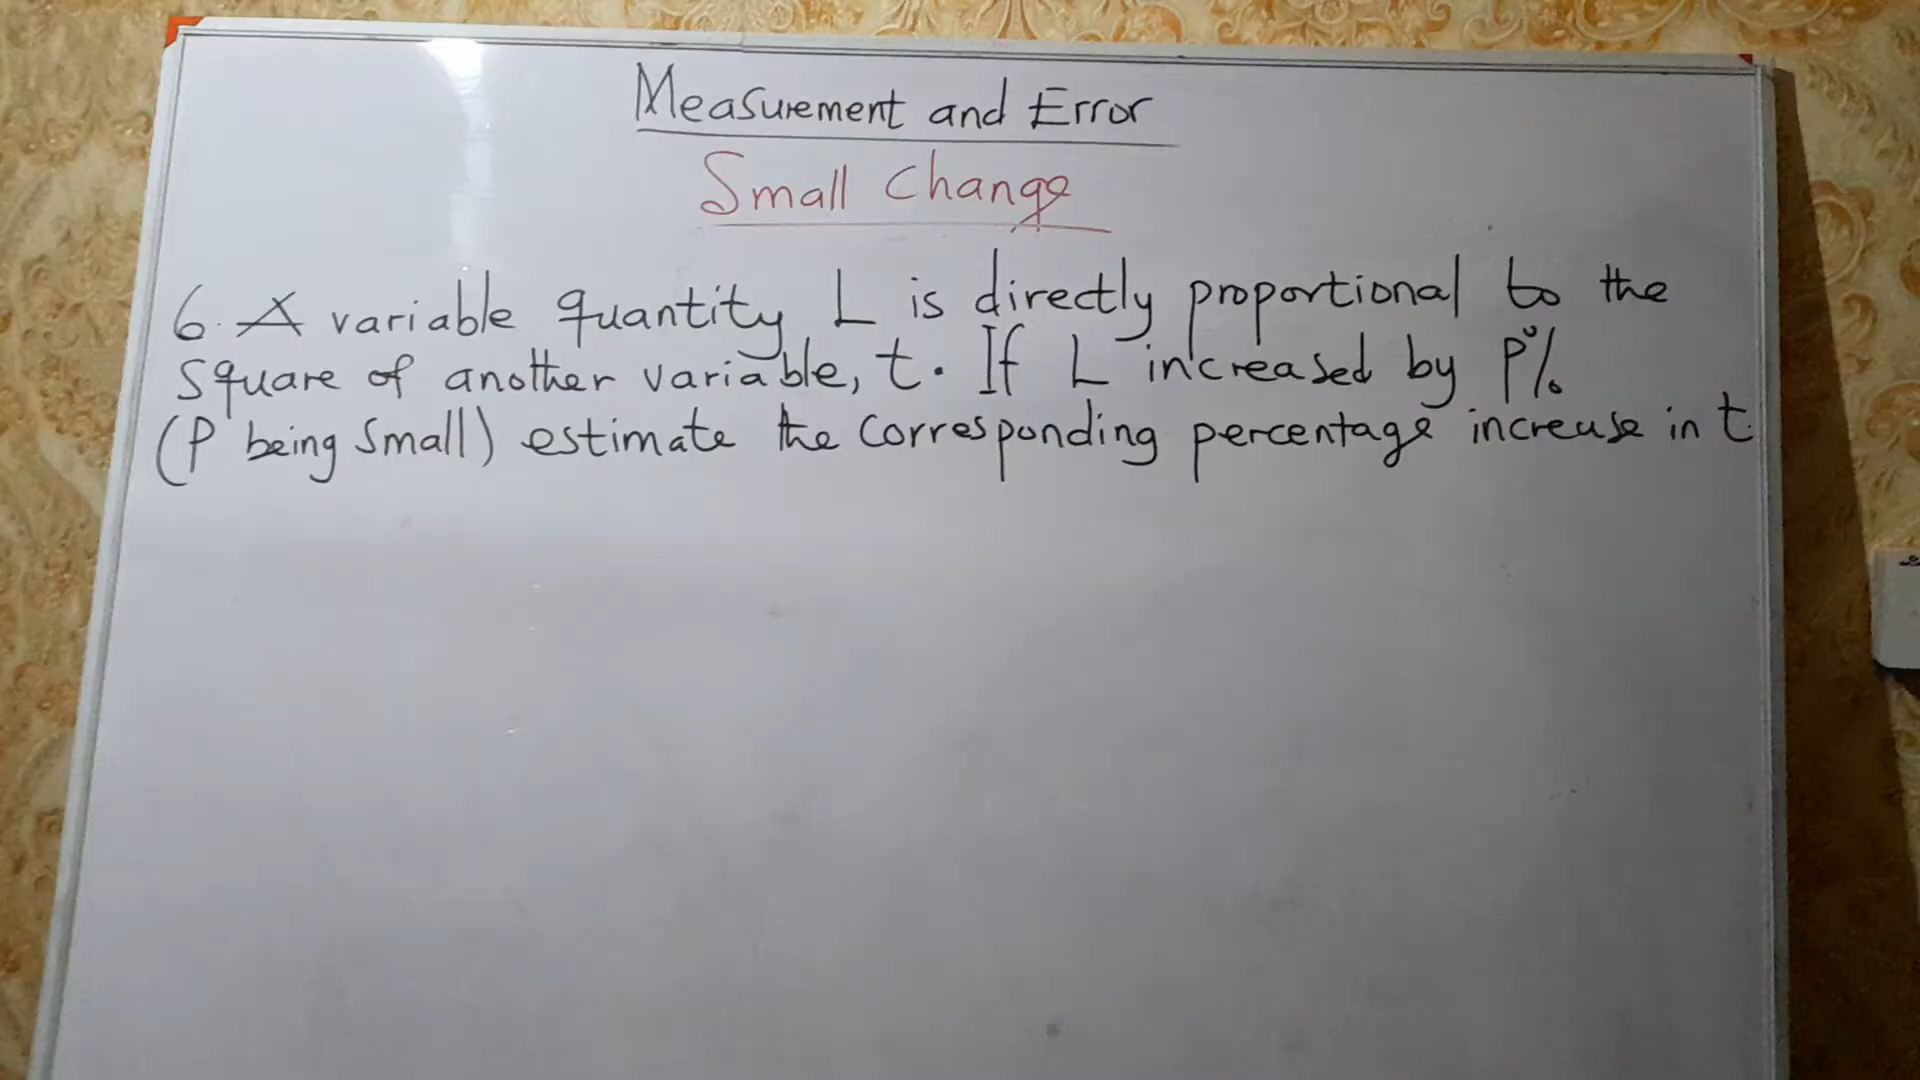 Measurement and Error
Small Change
6. A variable quantity L is directly proportional to the
square of another variable, t. If L increased by P%
(P being small) estimate the corresponding percentage increase in t